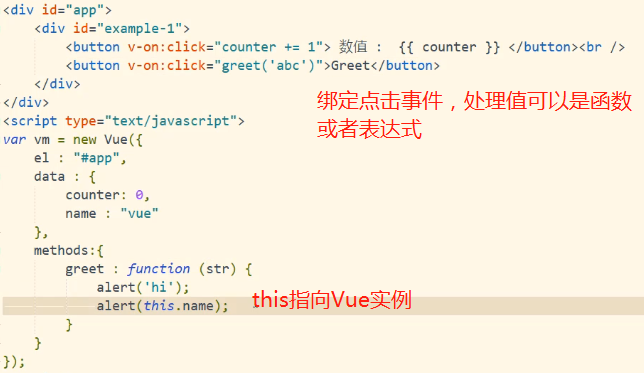 <div id="app">
<div id="example-1">
<button v-on:click="counter += 1"> 数值 : {{ counter }} </button><br />
<button v-on:click="greet('abc')">Greet</button>
</div>
</div>
绑定点击事件，处理值可以是函数
或者表达式
<script type="text/javascript">
var vm = new Vue({
el : "#app",
data : {
counter: 0,
name : "vue"
},
methods:{
greet : function (str) {
alert('hi');
alert(this.name);
this指向Vue实例
}
}
});